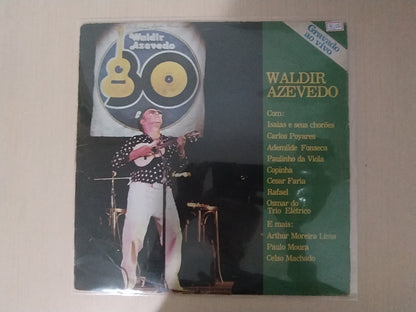 Waldir
Azevedo
80
Gravado
ao vivo
WALDIR
AZEVEDO
Com:
Isaías e seus chorões
Carlos Poyares
Ademilde Fonseca
Paulinho da Viola
Copinha
Cesar Faria
Rafael
Osmar do
Trio Elétrico
E mais:
Arthur Moreira Lima
Paulo Moura
Celso Machado